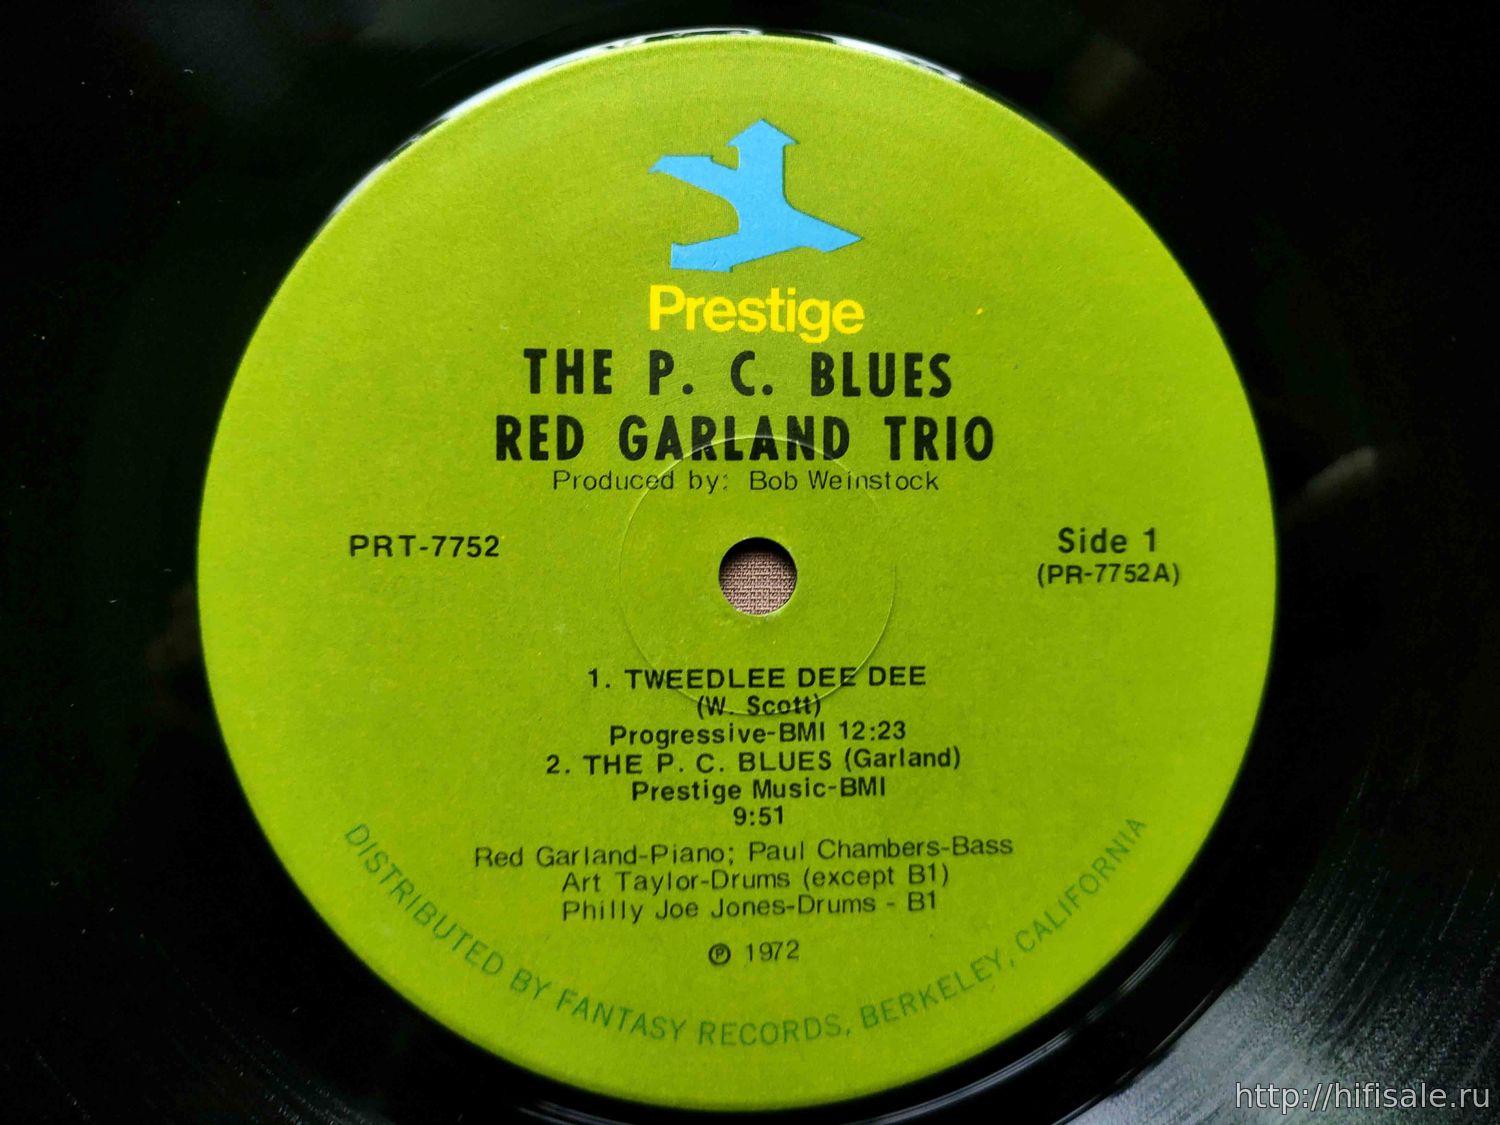 Prestige
THE P. C. BLUES
RED GARLAND TRIO
Produced by: Bob Weinstock
PRT-7752
Side 1
(PR-7752A)
1. TWEEDLEE DEE DEE
(W. Scott)
Progressive-BMI 12:23
2. THE P. C. BLUES (Garland)
Prestige Music-BMI
9:51
Red Garland-Piano; Paul Chambers-Bass
Art Taylor-Drums (except B1)
Philly Joe Jones-Drums - B1
℗ 1972
DISTRIBUTED BY FANTASY RECORDS, BERKELEY, CALIFORNIA
http://hifisale.ru